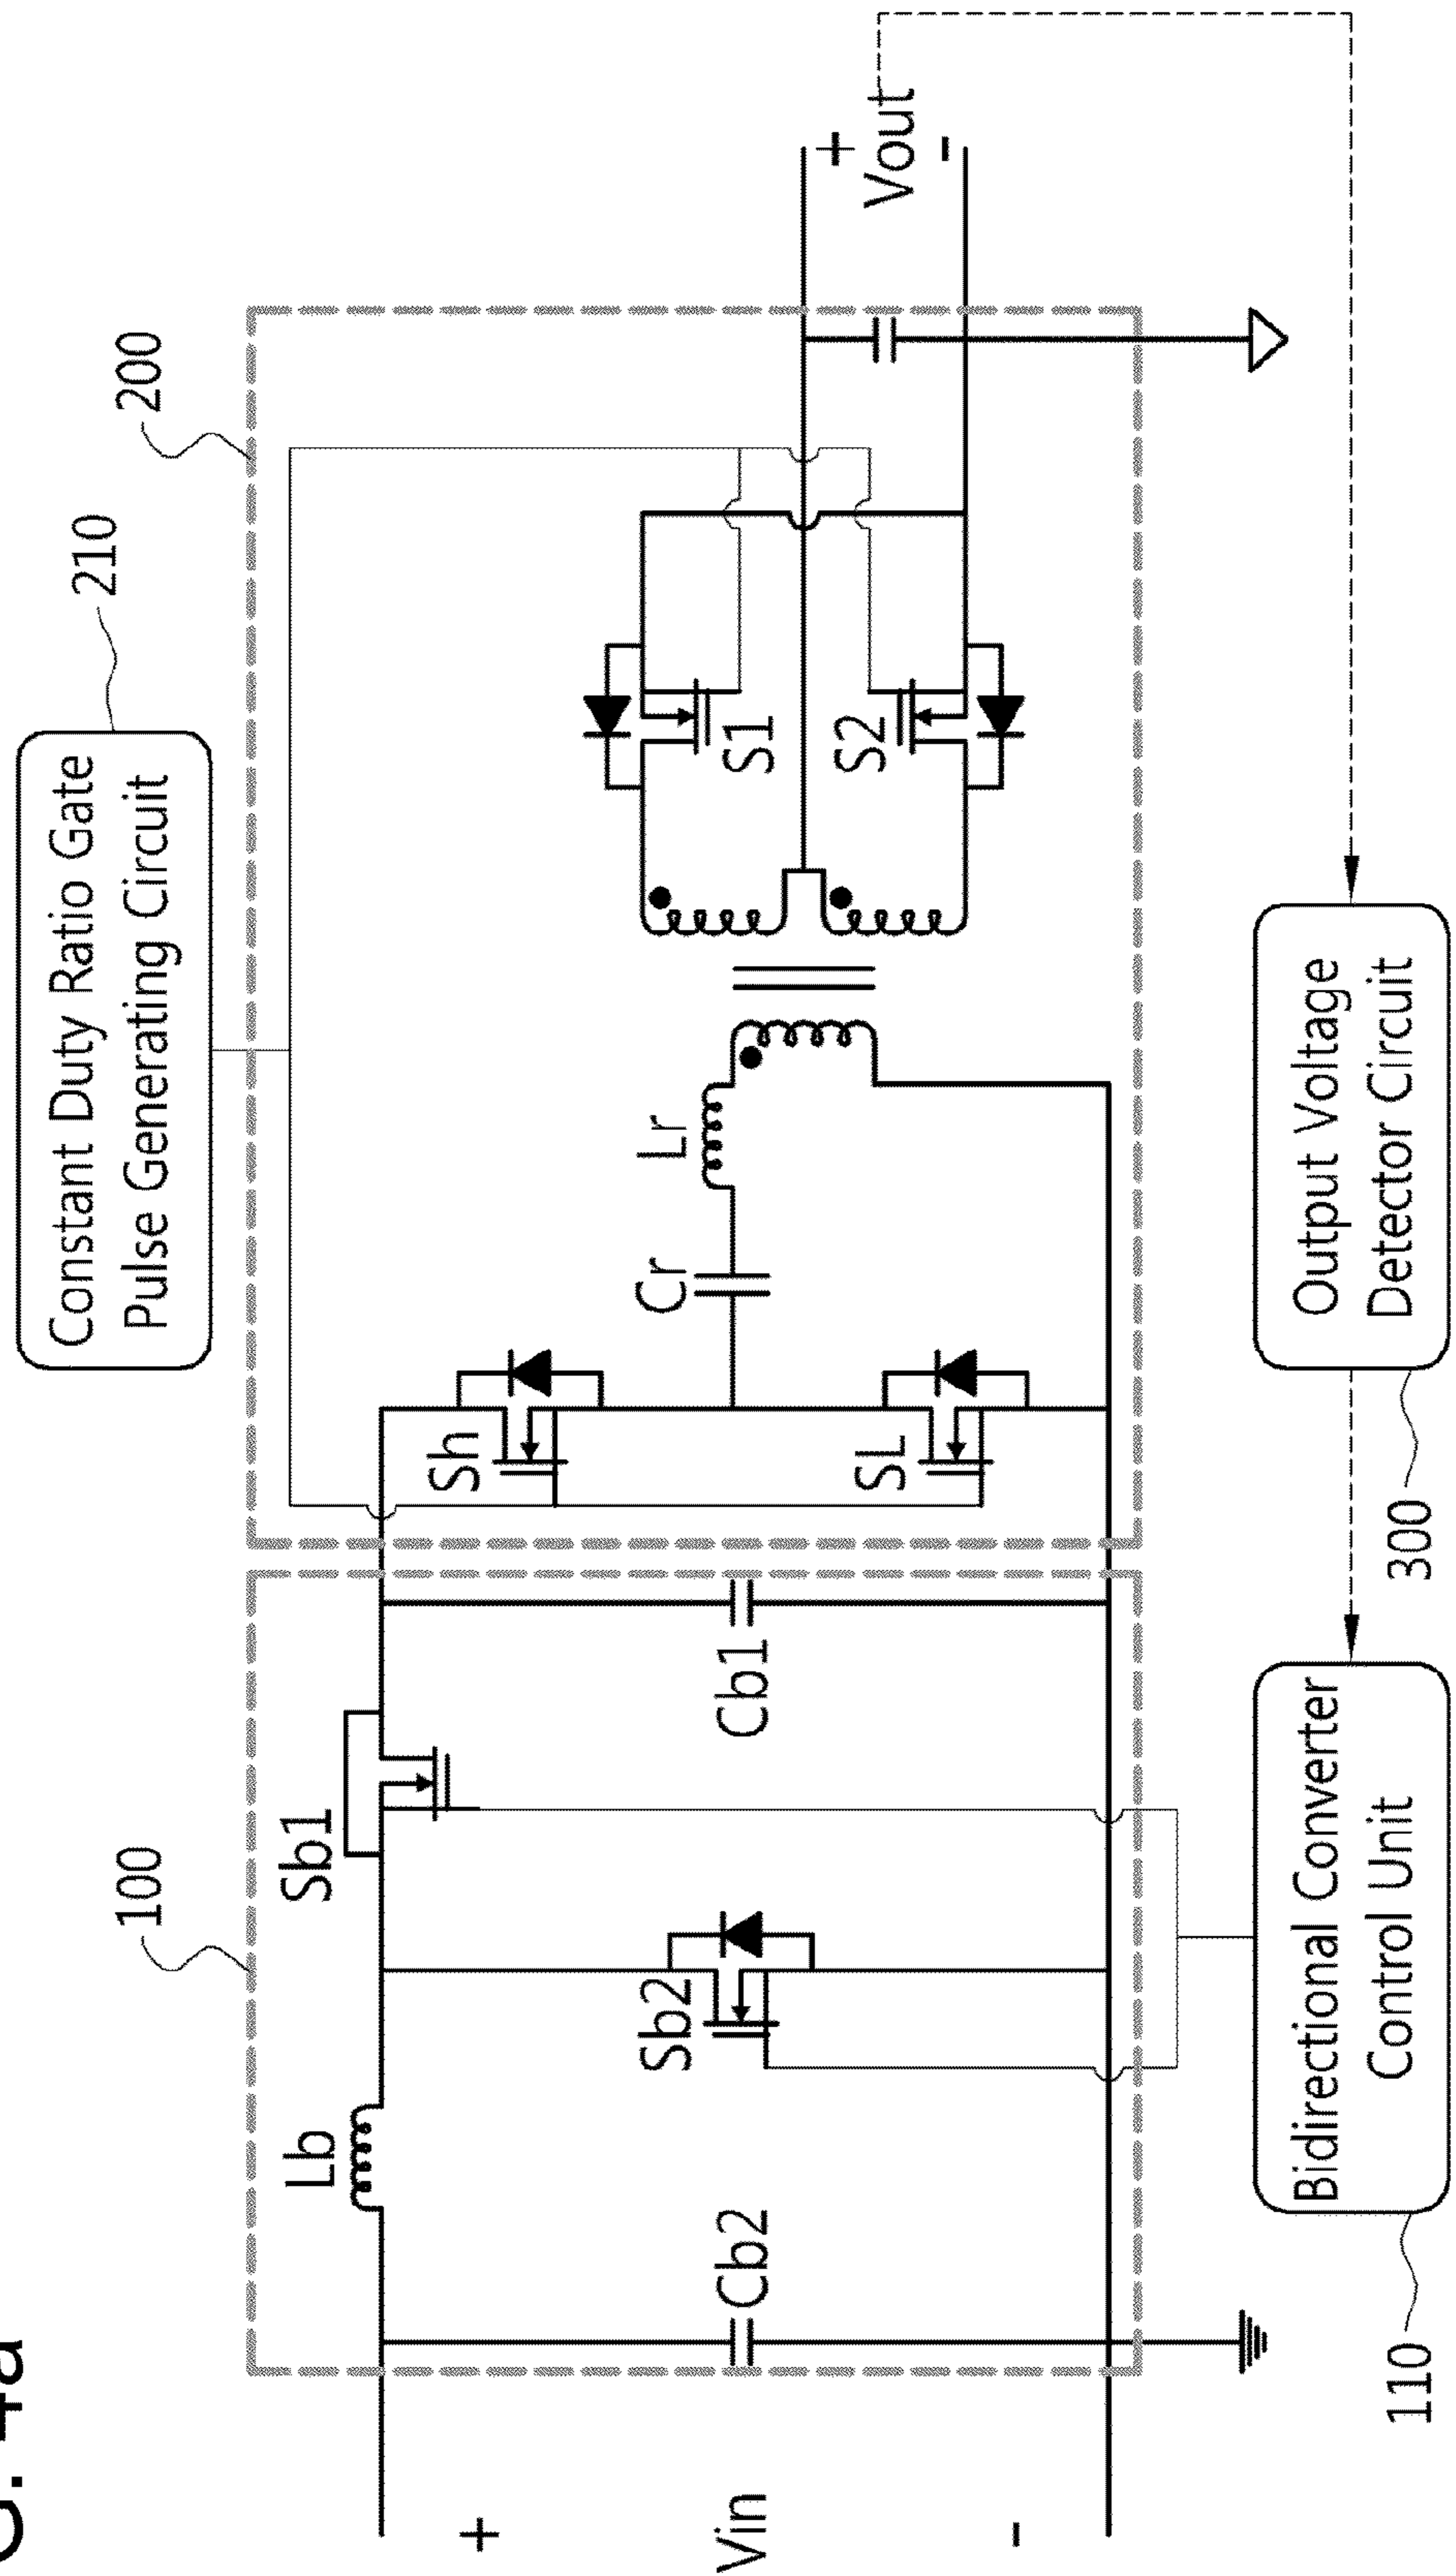 G. 4a
Constant Duty Ratio Gate
Pulse Generating Circuit
210
100
200
Lb
Sb1
Sh
Sb2
SL
Cb2
Cb1
Cr
Lr
S1
S2
+
Vin
-
+
Vout
-
Bidirectional Converter
Control Unit
110
Output Voltage
Detector Circuit
300